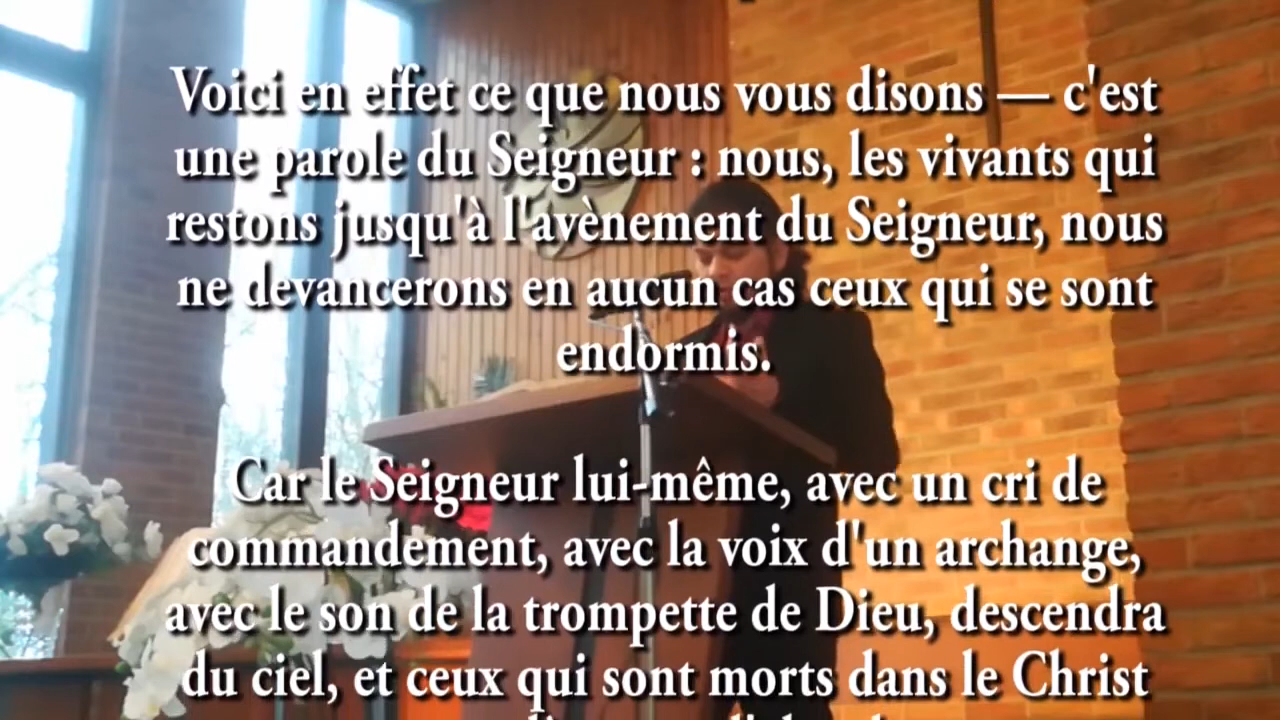 Voici en effet ce que nous vous disons — c'est
une parole du Seigneur : nous, les vivants qui
restons jusqu'à l'avènement du Seigneur, nous
ne devancerons en aucun cas ceux qui se sont
endormis.
Car le Seigneur lui-même, avec un cri de
commandement, avec la voix d'un archange,
avec le son de la trompette de Dieu, descendra
du ciel, et ceux qui sont morts dans le Christ